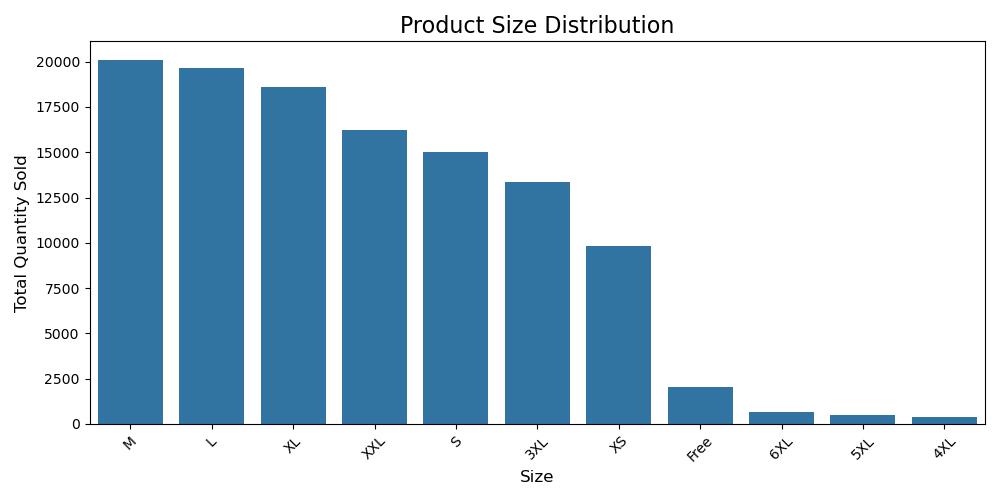 Product Size Distribution
Total Quantity Sold
20000
17500
15000
12500
10000
7500
5000
2500
0
M L XL XXL S 3XL XS Free 6XL 5XL 4XL
Size